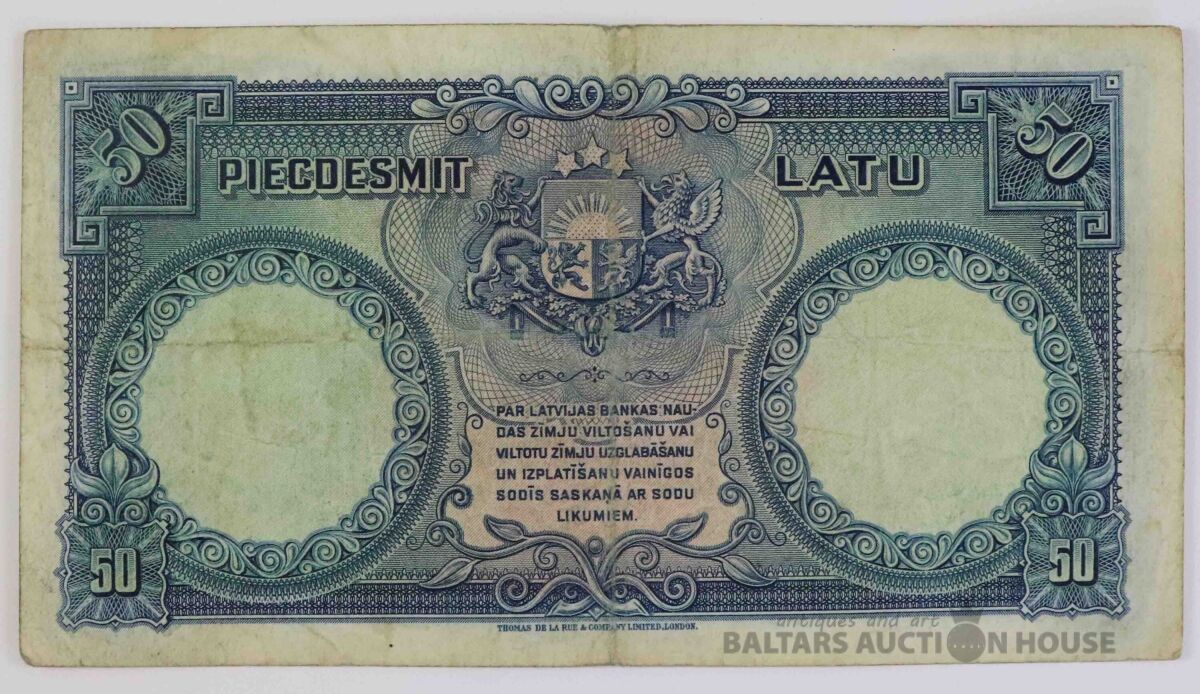 50
50
PIECDESMIT
LATU
PAR LATVIJAS BANKAS NAU-
DAS ZĪMJU VILTOŠANU VAI
VILTOTU ZĪMJU UZGLABĀŠANU
UN IZPLATĪŠANU VAINĪGOS
SODĪS SASKAŅĀ AR SODU
LIKUMIEM.
50
50
THOMAS DE LA RUE & COMPANY LIMITED.LONDON.
antiques and art
BALTARS AUCTION HOUSE